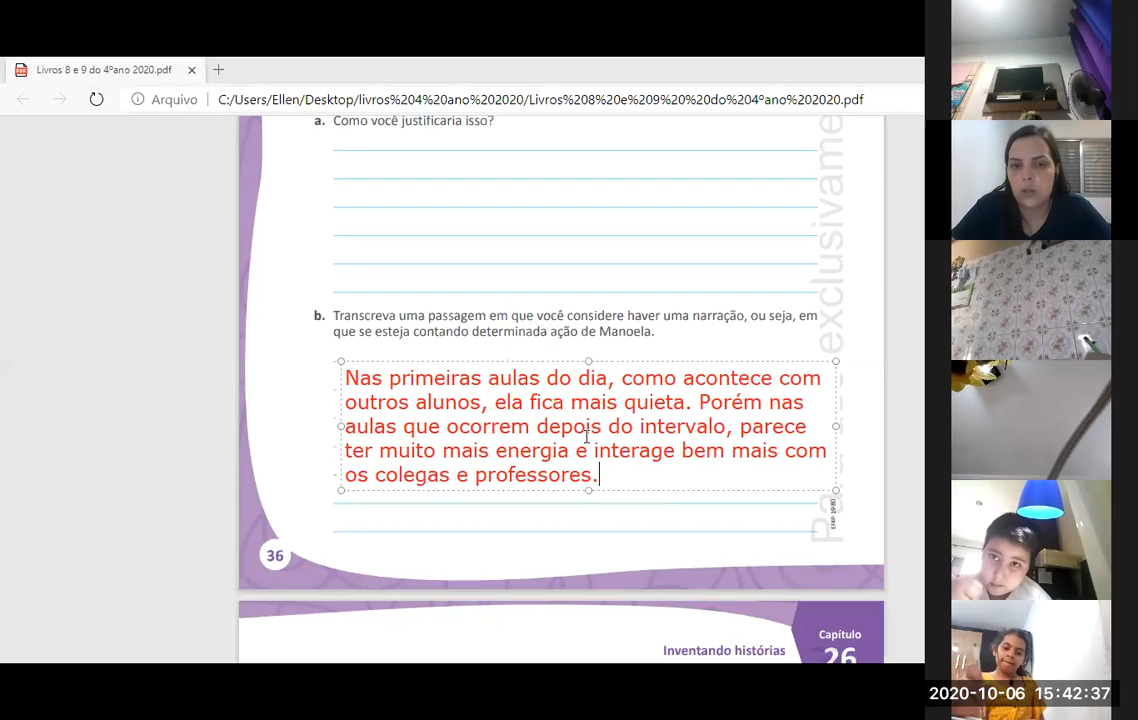 Livros 8 e 9 do 4ºano 2020.pdf
Arquivo C:/Users/Ellen/Desktop/livros%204%20ano%202020/Livros%208%20e%209%20%20do%204ºano%202020.pdf
a. Como você justificaria isso?
b. Transcreva uma passagem em que você considere haver uma narração, ou seja, em
que se esteja contando determinada ação de Manoela.
Nas primeiras aulas do dia, como acontece com
outros alunos, ela fica mais quieta. Porém nas
aulas que ocorrem depois do intervalo, parece
ter muito mais energia e interage bem mais com
os colegas e professores.
36
Capítulo
Inventando histórias
26
2020-10-06 15:42:37